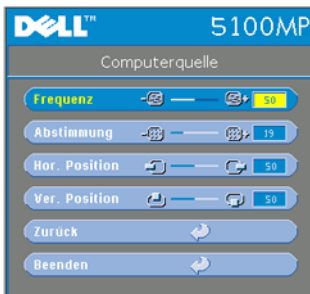 DELL™ 5100MP
Computerquelle
Frequenz 50
Abstimmung 19
Hor. Position 50
Ver. Position 50
Zurück
Beenden